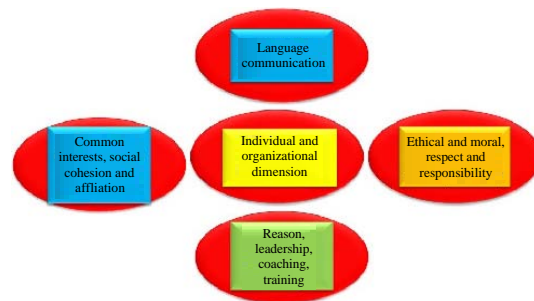 Language
communication
Common
interests, social
cohesion and
affliation
Individual and
organizational
dimension
Ethical and moral,
respect and
responsibility
Reason,
leadership,
coaching,
training